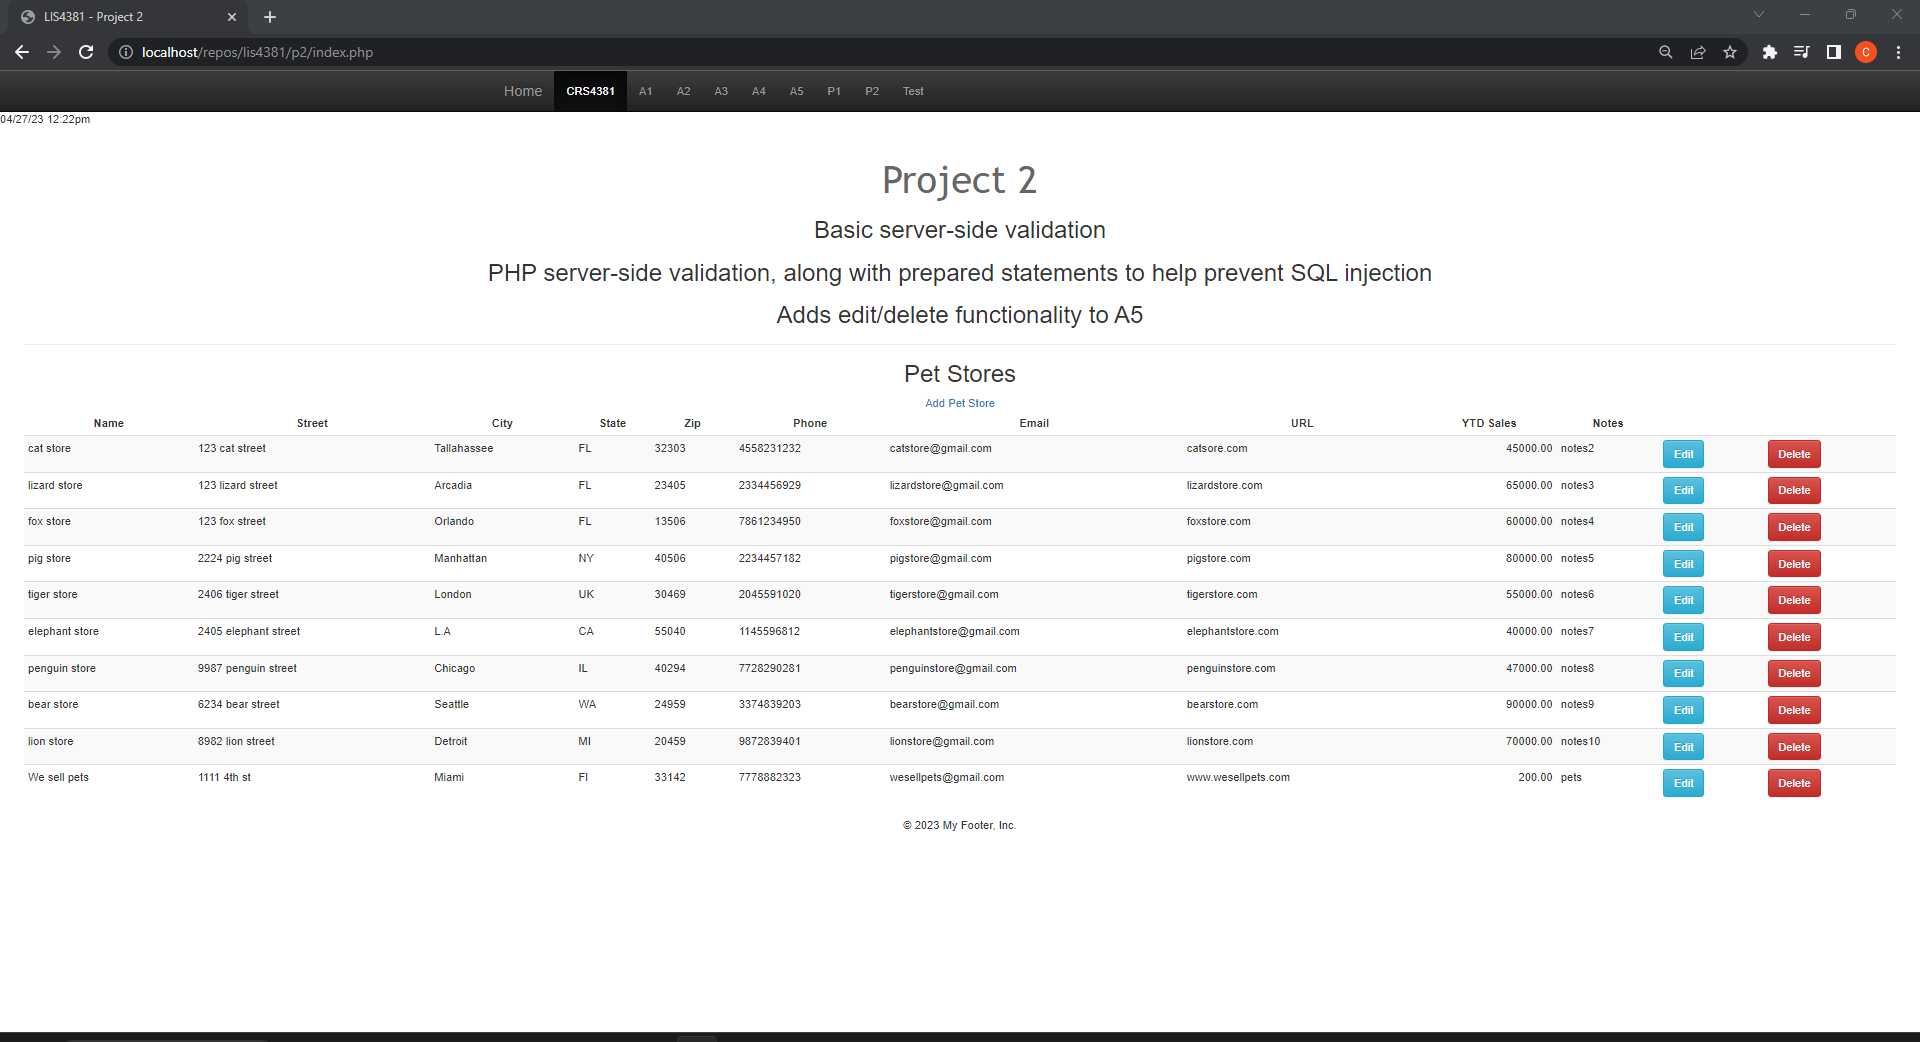 LIS4381 - Project 2
localhost/repos/lis4381/p2/index.php
C
Home CRS4381 A1 A2 A3 A4 A5 P1 P2 Test
04/27/23 12:22pm
Project 2
Basic server-side validation
PHP server-side validation, along with prepared statements to help prevent SQL injection
Adds edit/delete functionality to A5
Pet Stores
Add Pet Store
Name Street City State Zip Phone Email URL YTD Sales Notes
cat store 123 cat street Tallahassee FL 32303 4558231232 catstore@gmail.com catsore.com 45000.00 notes2 Edit Delete
lizard store 123 lizard street Arcadia FL 23405 2334456929 lizardstore@gmail.com lizardstore.com 65000.00 notes3 Edit Delete
fox store 123 fox street Orlando FL 13506 7861234950 foxstore@gmail.com foxstore.com 60000.00 notes4 Edit Delete
pig store 2224 pig street Manhattan NY 40506 2234457182 pigstore@gmail.com pigstore.com 80000.00 notes5 Edit Delete
tiger store 2406 tiger street London UK 30469 2045591020 tigerstore@gmail.com tigerstore.com 55000.00 notes6 Edit Delete
elephant store 2405 elephant street L.A CA 55040 1145596812 elephantstore@gmail.com elephantstore.com 40000.00 notes7 Edit Delete
penguin store 9987 penguin street Chicago IL 40294 7728290281 penguinstore@gmail.com penguinstore.com 47000.00 notes8 Edit Delete
bear store 6234 bear street Seattle WA 24959 3374839203 bearstore@gmail.com bearstore.com 90000.00 notes9 Edit Delete
lion store 8982 lion street Detroit MI 20459 9872839401 lionstore@gmail.com lionstore.com 70000.00 notes10 Edit Delete
We sell pets 1111 4th st Miami Fl 33142 7778882323 wesellpets@gmail.com www.wesellpets.com 200.00 pets Edit Delete
© 2023 My Footer, Inc.